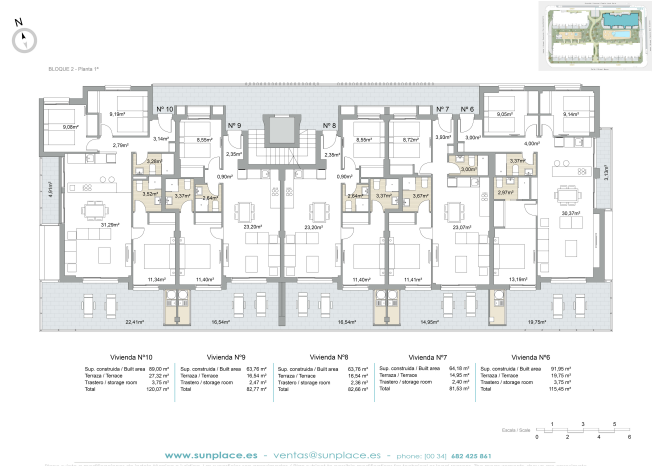 N
BLOQUE 2 - Planta 1ª
Nº 10
Nº 9
Nº 8
Nº 7
Nº 6
9,08m²
9,19m²
2,79m²
3,14m²
3,28m²
3,52m²
4,91m²
31,29m²
11,34m²
22,41m²
8,56m²
2,35m²
0,90m²
3,37m²
2,64m²
23,20m²
11,40m²
16,54m²
2,35m²
8,55m²
0,90m²
2,64m²
3,37m²
23,20m²
11,40m²
16,54m²
8,72m²
3,93m²
3,00m²
3,67m²
23,07m²
11,41m²
14,95m²
3,00m²
9,05m²
9,14m²
4,00m²
3,37m²
2,97m²
3,13m²
30,37m²
13,19m²
19,75m²
Vivienda Nº10
Sup. construida / Built area 89,00 m²
Terraza / Terrace 27,32 m²
Trastero / storage room 3,75 m²
Total 120,07 m²
Vivienda Nº9
Sup. construida / Built area 63,76 m²
Terraza / Terrace 16,54 m²
Trastero / storage room 2,47 m²
Total 82,77 m²
Vivienda Nº8
Sup. construida / Built area 63,76 m²
Terraza / Terrace 16,54 m²
Trastero / storage room 2,36 m²
Total 82,66 m²
Vivienda Nº7
Sup. construida / Built area 64,18 m²
Terraza / Terrace 14,95 m²
Trastero / storage room 2,40 m²
Total 81,53 m²
Vivienda Nº6
Sup. construida / Built area 91,95 m²
Terraza / Terrace 19,75 m²
Trastero / storage room 3,75 m²
Total 115,45 m²
Escala / Scale
1 3 5
0 2 4 6
www.sunplace.es - ventas@sunplace.es - phone: (00 34) 682 425 861